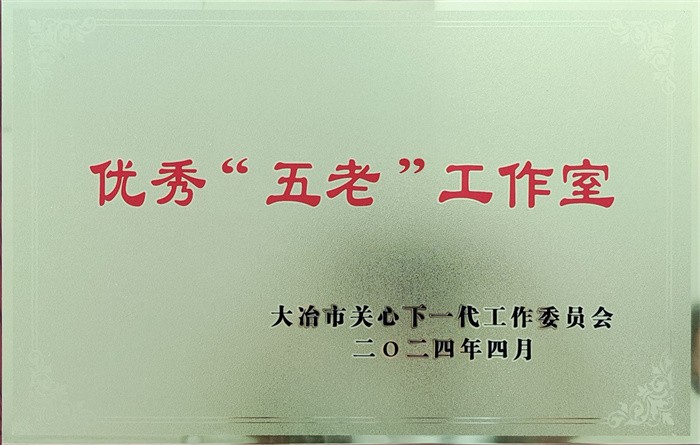 优秀“五老”工作室
大冶市关心下一代工作委员会
二〇二四年四月